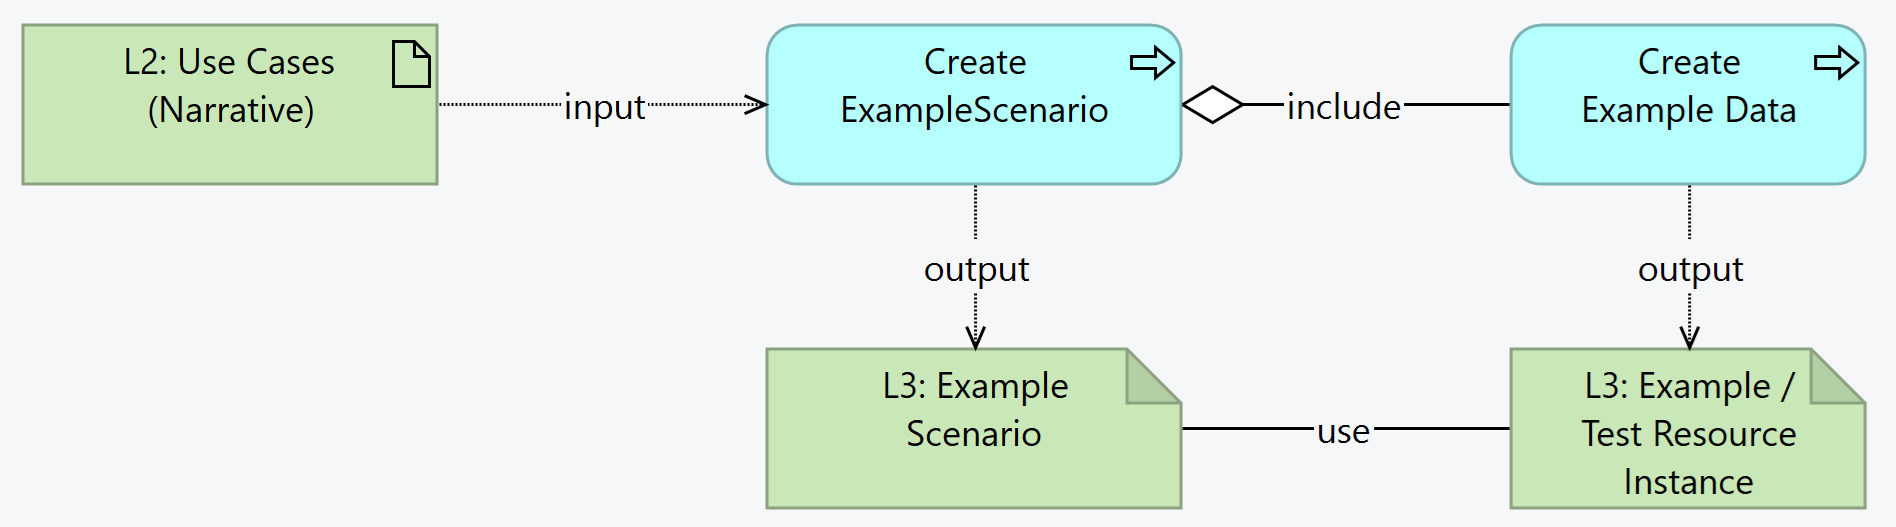 L2: Use Cases
(Narrative)
input
Create
ExampleScenario
include
Create
Example Data
output
output
L3: Example
Scenario
use
L3: Example /
Test Resource
Instance